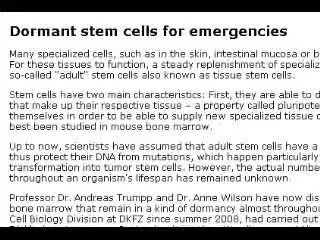 Dormant stem cells for emergencies
Many specialized cells, such as in the skin, intestinal mucosa or b
For these tissues to function, a steady replenishment of specializ
so-called "adult" stem cells also known as tissue stem cells.
Stem cells have two main characteristics: First, they are able to d
that make up their respective tissue – a property called pluripote
themselves in order to be able to supply new specialized tissue c
best been studied in mouse bone marrow.
Up to now, scientists have assumed that adult stem cells have a
thus protect their DNA from mutations, which happen particularly
transformation into tumor stem cells. However, the actual numbe
throughout an organism's lifespan has remained unknown.
Professor Dr. Andreas Trumpp and Dr. Anne Wilson have now dis
bone marrow that remain in a kind of dormancy almost througho
Cell Biology Division at DKFZ since summer 2008, had carried out